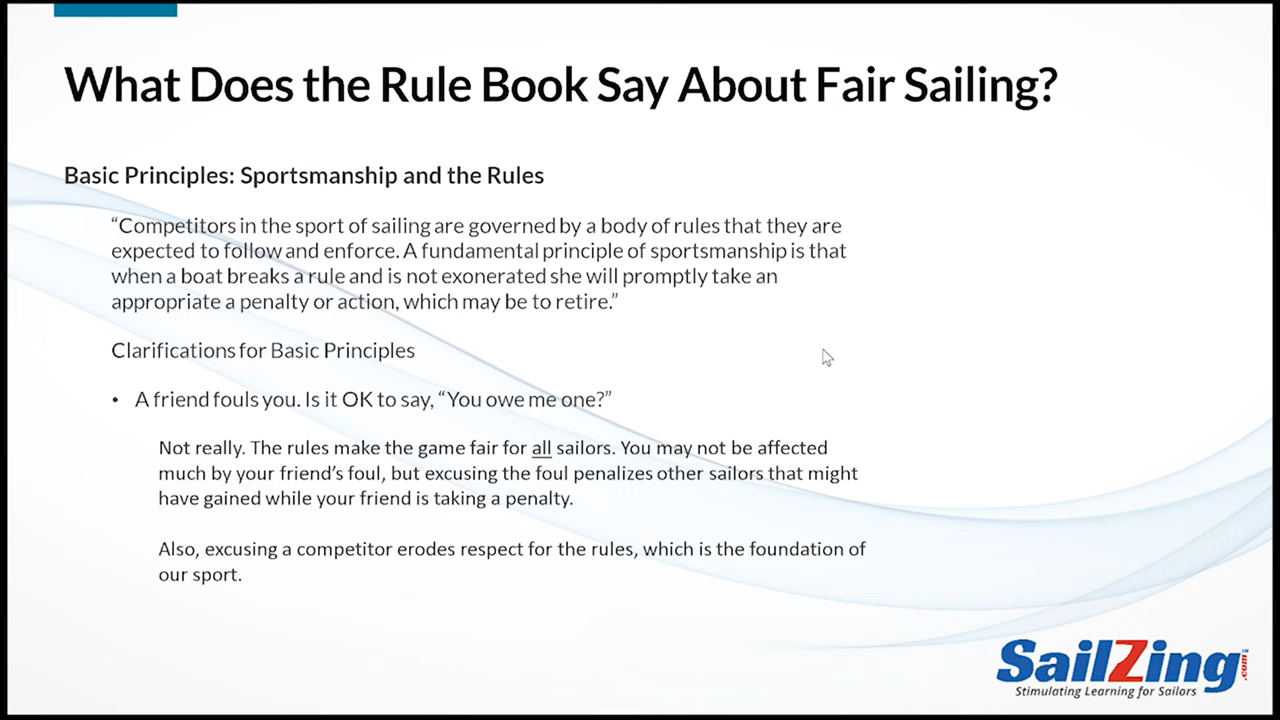 What Does the Rule Book Say About Fair Sailing?
Basic Principles: Sportsmanship and the Rules
“Competitors in the sport of sailing are governed by a body of rules that they are
expected to follow and enforce. A fundamental principle of sportsmanship is that
when a boat breaks a rule and is not exonerated she will promptly take an
appropriate a penalty or action, which may be to retire.”
Clarifications for Basic Principles
• A friend fouls you. Is it OK to say, “You owe me one?”
Not really. The rules make the game fair for all sailors. You may not be affected
much by your friend’s foul, but excusing the foul penalizes other sailors that might
have gained while your friend is taking a penalty.
Also, excusing a competitor erodes respect for the rules, which is the foundation of
our sport.
SailZing.com™
Stimulating Learning for Sailors